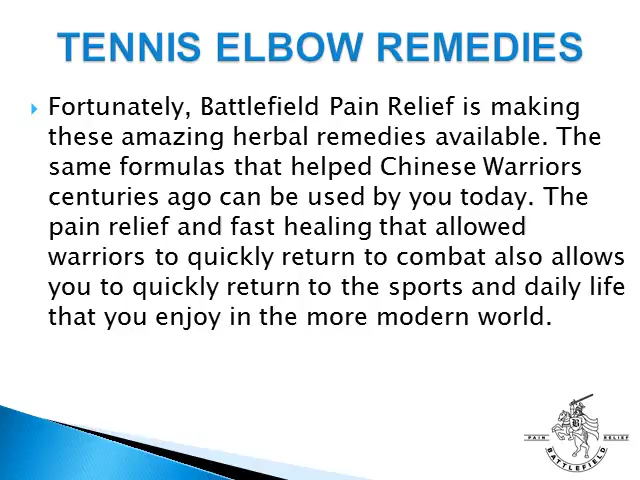 TENNIS ELBOW REMEDIES
Fortunately, Battlefield Pain Relief is making
these amazing herbal remedies available. The
same formulas that helped Chinese Warriors
centuries ago can be used by you today. The
pain relief and fast healing that allowed
warriors to quickly return to combat also allows
you to quickly return to the sports and daily life
that you enjoy in the more modern world.
B
PAIN RELIEF
BATTLEFIELD